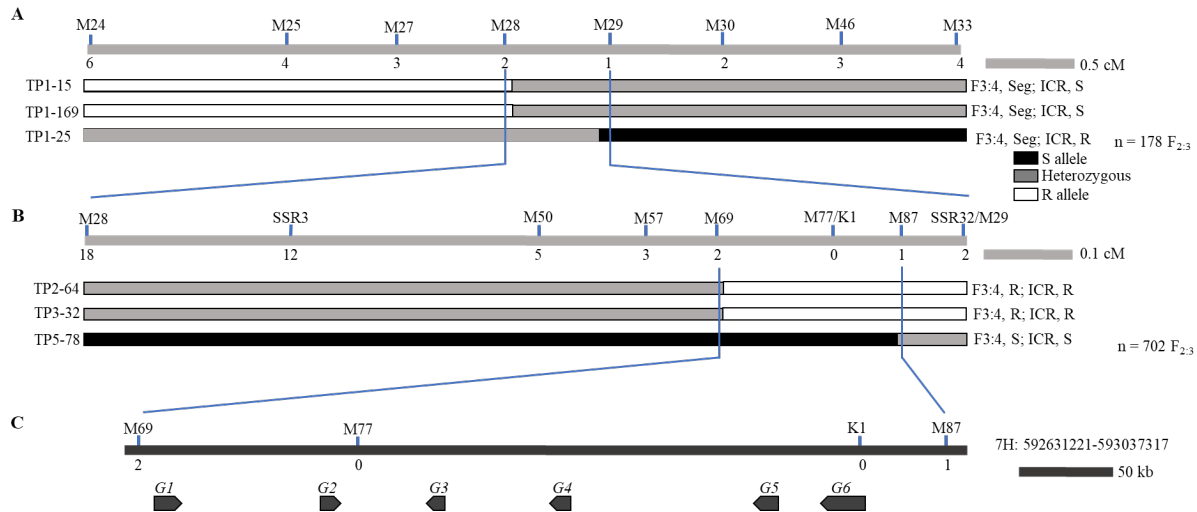 A
M24 M25 M27 M28 M29 M30 M46 M33
6 4 3 2 1 2 3 4
0.5 cM
TP1-15 F3:4, Seg; ICR, S
TP1-169 F3:4, Seg; ICR, S
TP1-25 F3:4, Seg; ICR, R n = 178 F2:3
S allele
Heterozygous
R allele
B
M28 SSR3 M50 M57 M69 M77/K1 M87 SSR32/M29
18 12 5 3 2 0 1 2
0.1 cM
TP2-64 F3:4, R; ICR, R
TP3-32 F3:4, R; ICR, R
TP5-78 F3:4, S; ICR, S
n = 702 F2:3
C
M69 M77 K1 M87
7H: 592631221-593037317
2 0 0 1
50 kb
G1 G2 G3 G4 G5 G6